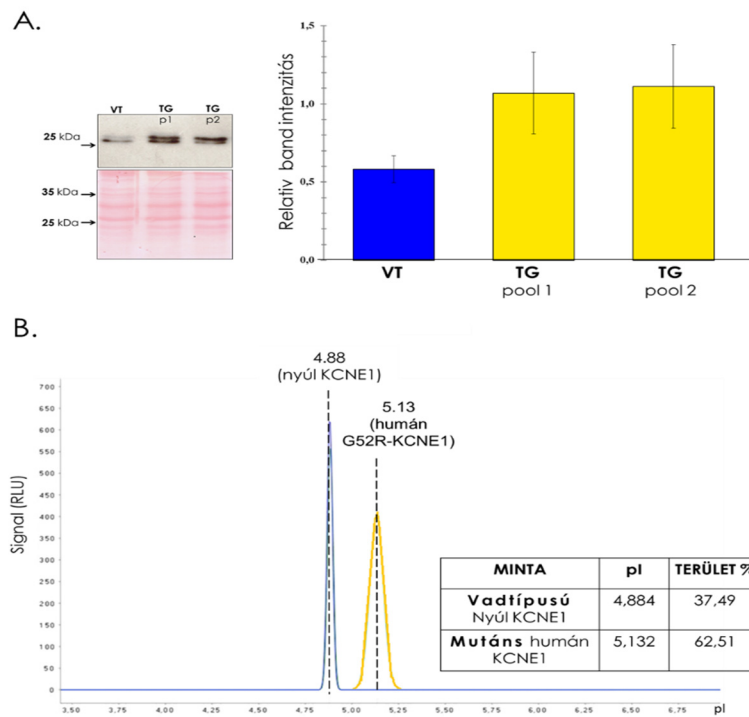 A.
VT TG TG
p1 p2
25 kDa
35 kDa
25 kDa
Relatív band intenzitás
1,5
1,0
0,5
0,0
VT TG TG
pool 1 pool 2
B.
4.88
(nyúl KCNE1)
5.13
(humán
G52R-KCNE1)
Signal (RLU)
700
650
600
550
500
450
400
350
300
250
200
150
100
50
0
3,50 3,75 4,00 4,25 4,50 4,75 5,00 5,25 5,50 5,75 6,00 6,25 6,50 6,75 pI
MINTA pI TERÜLET %
Vadtípusú 4,884 37,49
Nyúl KCNE1
Mutáns humán 5,132 62,51
KCNE1